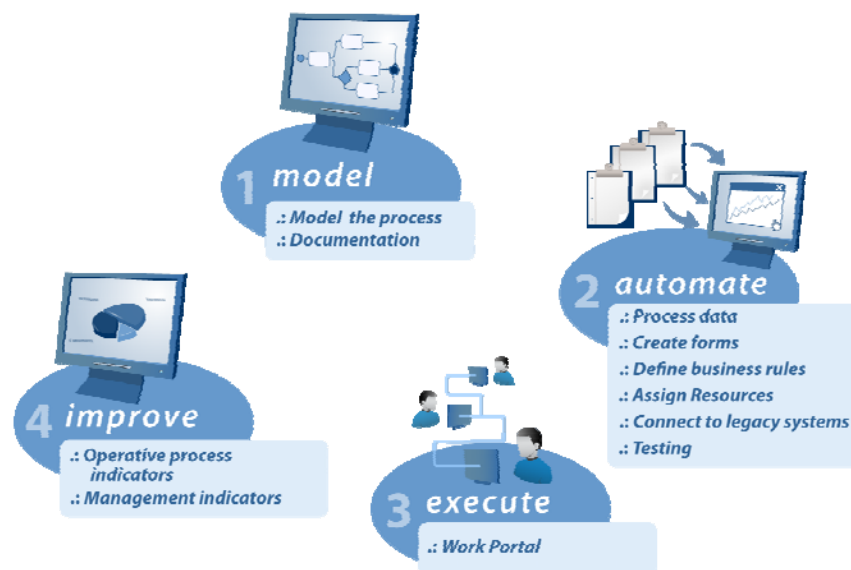 1 model
.: Model the process
.: Documentation
2 automate
.: Process data
.: Create forms
.: Define business rules
.: Assign Resources
.: Connect to legacy systems
.: Testing
3 execute
.: Work Portal
4 improve
.: Operative process
indicators
.: Management indicators